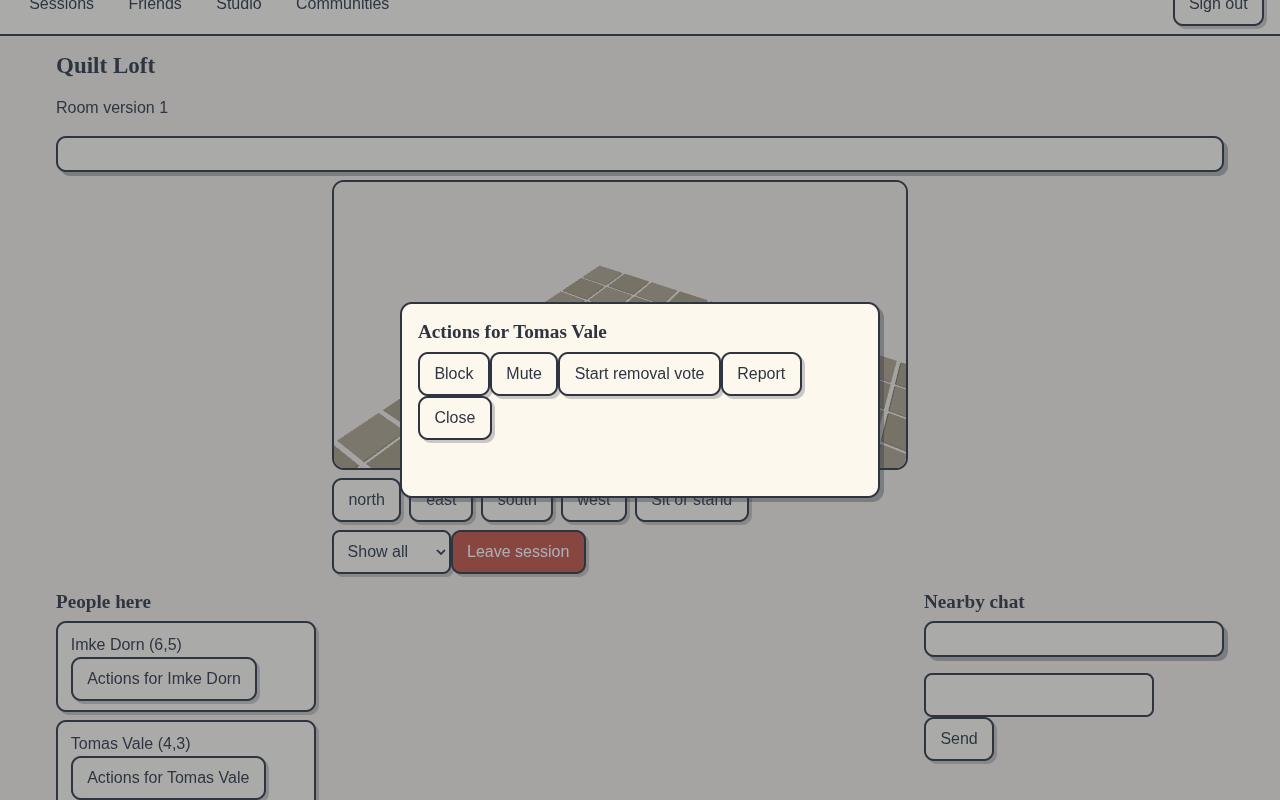 Sessions Friends Studio Communities Sign out
Quilt Loft
Room version 1
Actions for Tomas Vale
Block Mute Start removal vote Report
Close
north east south west Sit or stand
Show all Leave session
People here
Imke Dorn (6,5)
Actions for Imke Dorn
Tomas Vale (4,3)
Actions for Tomas Vale
Nearby chat
Send